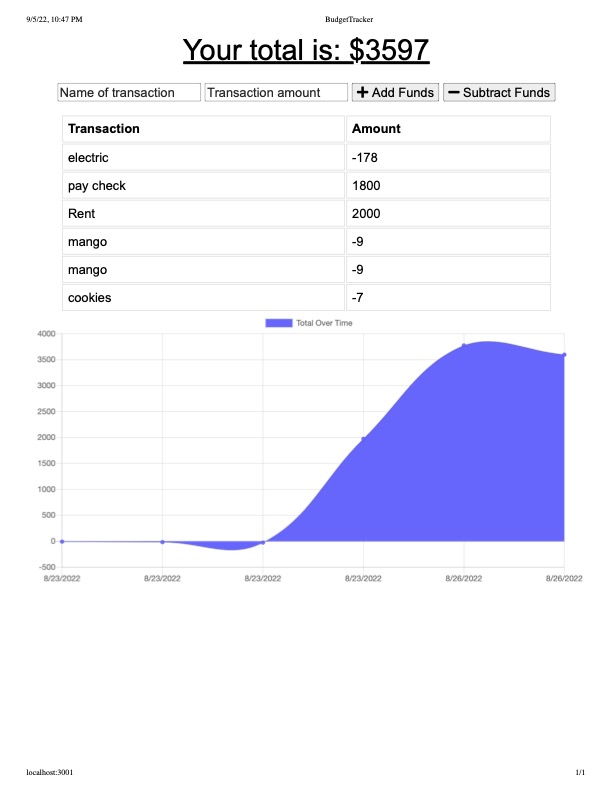 9/5/22, 10:47 PM BudgetTracker
Your total is: $3597
Name of transaction Transaction amount + Add Funds − Subtract Funds
Transaction Amount
electric -178
pay check 1800
Rent 2000
mango -9
mango -9
cookies -7
Total Over Time
4000
3500
3000
2500
2000
1500
1000
500
0
-500
8/23/2022 8/23/2022 8/23/2022 8/23/2022 8/26/2022 8/26/2022
localhost:3001 1/1